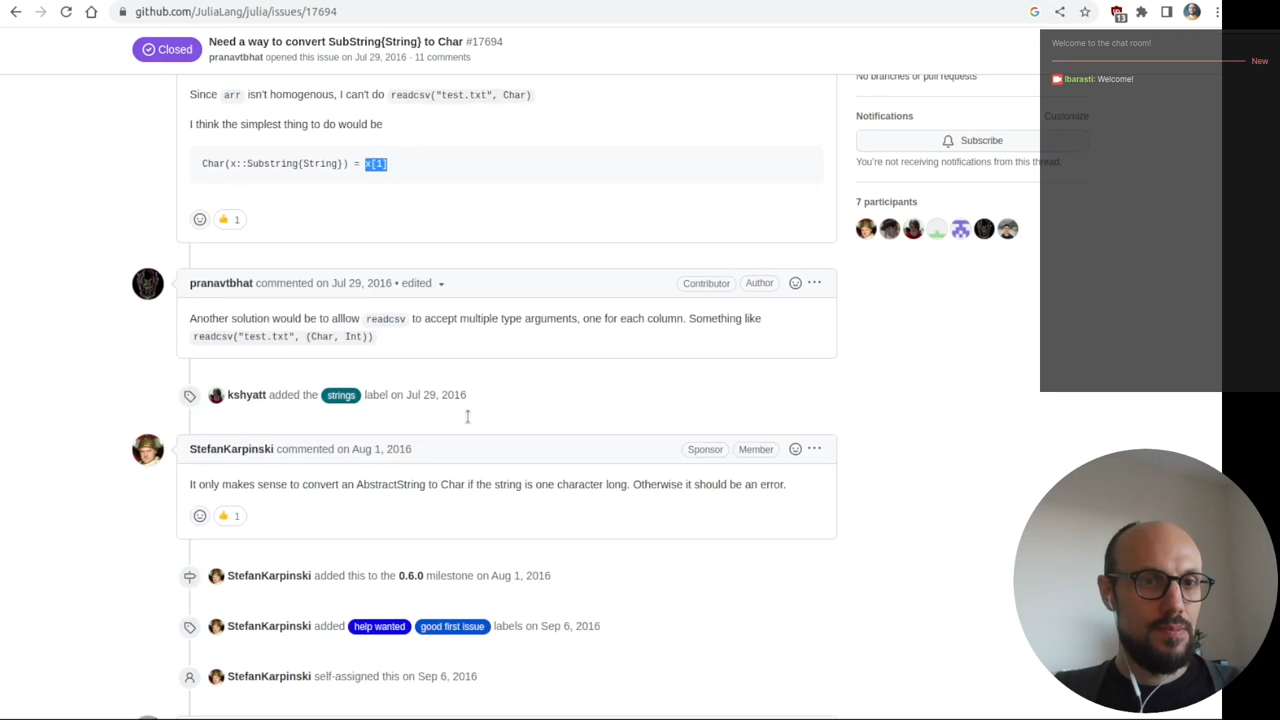 github.com/JuliaLang/julia/issues/17694
13
Closed
Need a way to convert SubString{String} to Char #17694
pranavtbhat opened this issue on Jul 29, 2016 · 11 comments
Since arr isn't homogenous, I can't do readcsv("test.txt", Char)
I think the simplest thing to do would be
Char(x::Substring{String}) = x[1]
👍 1
pranavtbhat commented on Jul 29, 2016 • edited
Contributor
Author
Another solution would be to alllow readcsv to accept multiple type arguments, one for each column. Something like
readcsv("test.txt", (Char, Int))
kshyatt added the strings label on Jul 29, 2016
StefanKarpinski commented on Aug 1, 2016
Sponsor
Member
It only makes sense to convert an AbstractString to Char if the string is one character long. Otherwise it should be an error.
👍 1
StefanKarpinski added this to the 0.6.0 milestone on Aug 1, 2016
StefanKarpinski added help wanted good first issue labels on Sep 6, 2016
StefanKarpinski self-assigned this on Sep 6, 2016
No branches or pull requests
Notifications
Customize
Subscribe
You're not receiving notifications from this thread.
7 participants
Welcome to the chat room!
New
lbarasti: Welcome!